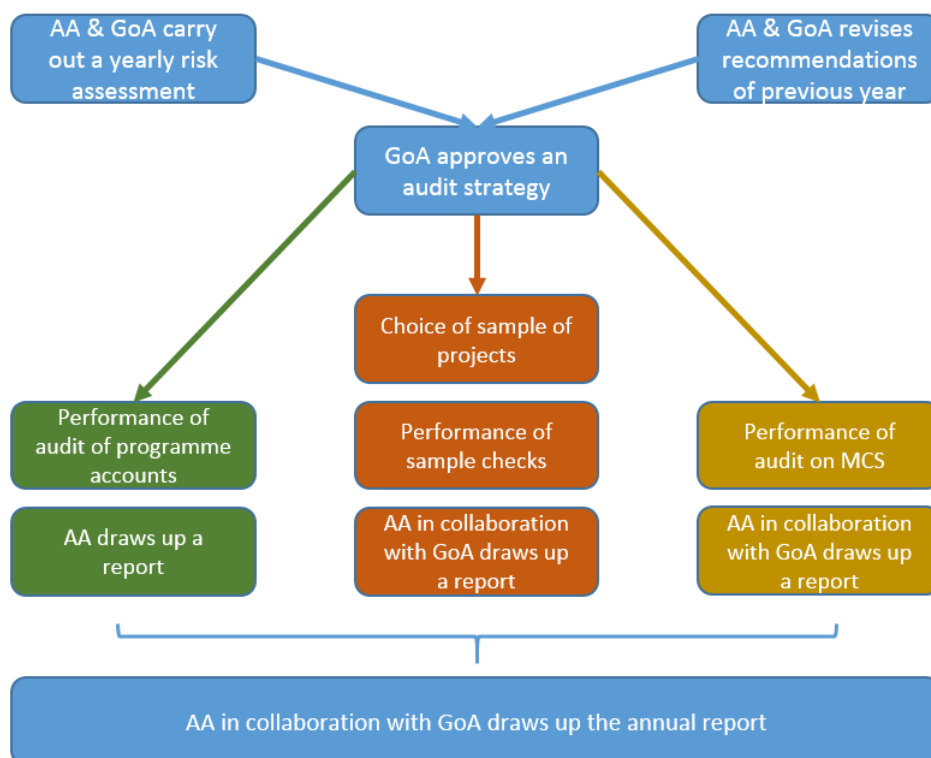 AA & GoA carry
out a yearly risk
assessment
AA & GoA revises
recommendations
of previous year
GoA approves an
audit strategy
Choice of sample of
projects
Performance of
audit of programme
accounts
Performance of
sample checks
Performance of
audit on MCS
AA draws up a
report
AA in collaboration
with GoA draws up
a report
AA in collaboration
with GoA draws up
a report
AA in collaboration with GoA draws up the annual report